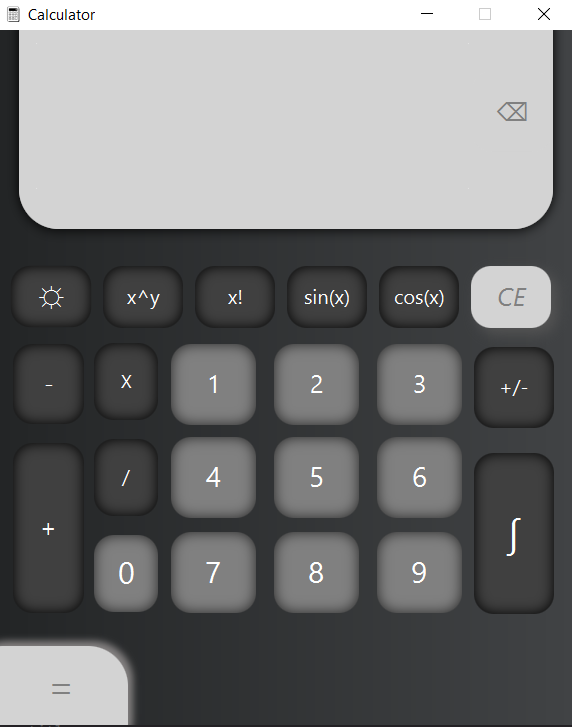 Calculator
⌫
☼ x^y x! sin(x) cos(x) CE
- X 1 2 3 +/-
/ 4 5 6
+ ∫
0 7 8 9
=